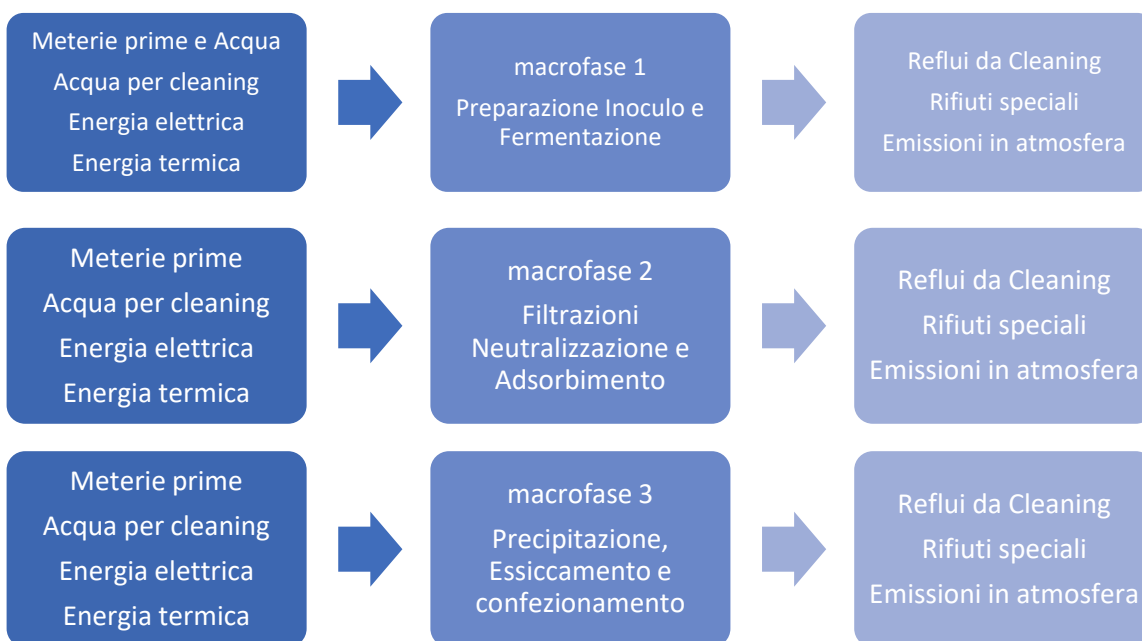 Meterie prime e Acqua
Acqua per cleaning
Energia elettrica
Energia termica
macrofase 1
Preparazione Inoculo e
Fermentazione
Reflui da Cleaning
Rifiuti speciali
Emissioni in atmosfera
Meterie prime
Acqua per cleaning
Energia elettrica
Energia termica
macrofase 2
Filtrazioni
Neutralizzazione e
Adsorbimento
Reflui da Cleaning
Rifiuti speciali
Emissioni in atmosfera
Meterie prime
Acqua per cleaning
Energia elettrica
Energia termica
macrofase 3
Precipitazione,
Essiccamento e
confezionamento
Reflui da Cleaning
Rifiuti speciali
Emissioni in atmosfera